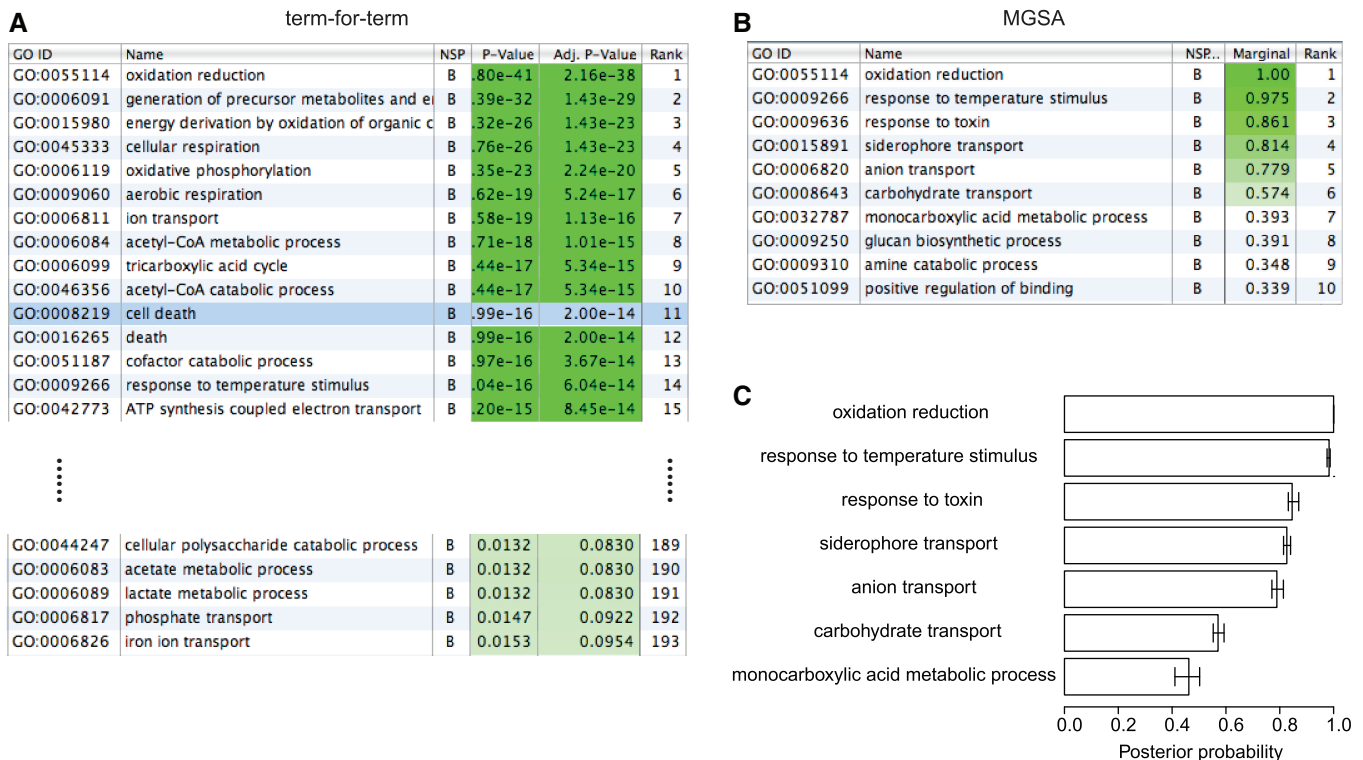 A term-for-term
GO ID Name NSP P-Value Adj. P-Value Rank
GO:0055114 oxidation reduction B .80e-41 2.16e-38 1
GO:0006091 generation of precursor metabolites and er B .39e-32 1.43e-29 2
GO:0015980 energy derivation by oxidation of organic c B .32e-26 1.43e-23 3
GO:0045333 cellular respiration B .76e-26 1.43e-23 4
GO:0006119 oxidative phosphorylation B .35e-23 2.24e-20 5
GO:0009060 aerobic respiration B .62e-19 5.24e-17 6
GO:0006811 ion transport B .58e-19 1.13e-16 7
GO:0006084 acetyl-CoA metabolic process B .71e-18 1.01e-15 8
GO:0006099 tricarboxylic acid cycle B .44e-17 5.34e-15 9
GO:0046356 acetyl-CoA catabolic process B .44e-17 5.34e-15 10
GO:0008219 cell death B .99e-16 2.00e-14 11
GO:0016265 death B .99e-16 2.00e-14 12
GO:0051187 cofactor catabolic process B .97e-16 3.67e-14 13
GO:0009266 response to temperature stimulus B .04e-16 6.04e-14 14
GO:0042773 ATP synthesis coupled electron transport B .20e-15 8.45e-14 15
GO:0044247 cellular polysaccharide catabolic process B 0.0132 0.0830 189
GO:0006083 acetate metabolic process B 0.0132 0.0830 190
GO:0006089 lactate metabolic process B 0.0132 0.0830 191
GO:0006817 phosphate transport B 0.0147 0.0922 192
GO:0006826 iron ion transport B 0.0153 0.0954 193
B MGSA
GO ID Name NSP... Marginal Rank
GO:0055114 oxidation reduction B 1.00 1
GO:0009266 response to temperature stimulus B 0.975 2
GO:0009636 response to toxin B 0.861 3
GO:0015891 siderophore transport B 0.814 4
GO:0006820 anion transport B 0.779 5
GO:0008643 carbohydrate transport B 0.574 6
GO:0032787 monocarboxylic acid metabolic process B 0.393 7
GO:0009250 glucan biosynthetic process B 0.391 8
GO:0009310 amine catabolic process B 0.348 9
GO:0051099 positive regulation of binding B 0.339 10
C
oxidation reduction
response to temperature stimulus
response to toxin
siderophore transport
anion transport
carbohydrate transport
monocarboxylic acid metabolic process
0.0 0.2 0.4 0.6 0.8 1.0
Posterior probability